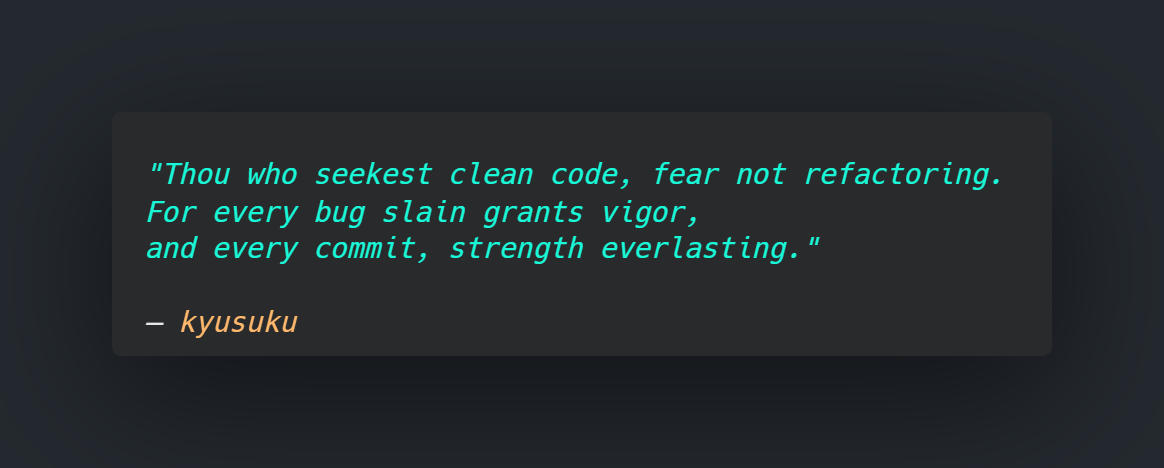 "Thou who seekest clean code, fear not refactoring.
For every bug slain grants vigor,
and every commit, strength everlasting."
— kyusuku